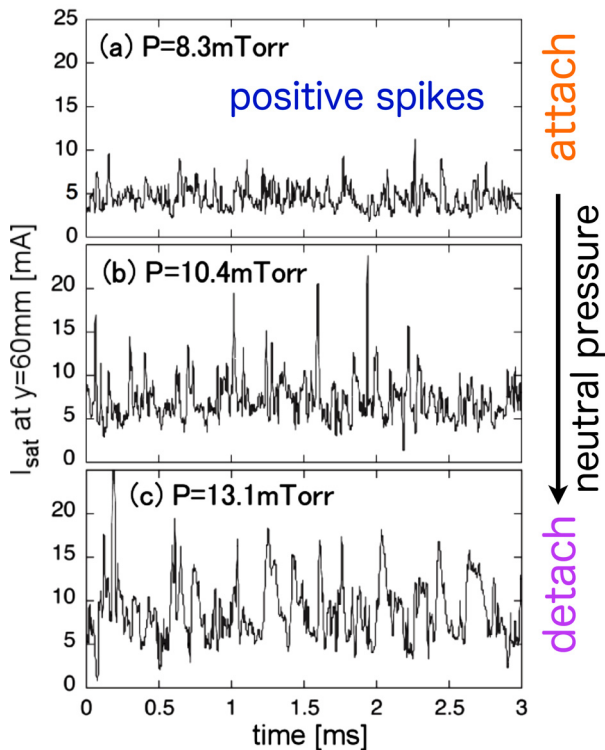 (a) P=8.3mTorr
positive spikes
25
20
15
10
5
0
(b) P=10.4mTorr
20
15
10
5
0
(c) P=13.1mTorr
20
15
10
5
0
0 0.5 1 1.5 2 2.5 3
time [ms]
I_sat at y=60mm [mA]
attach
neutral pressure
detach